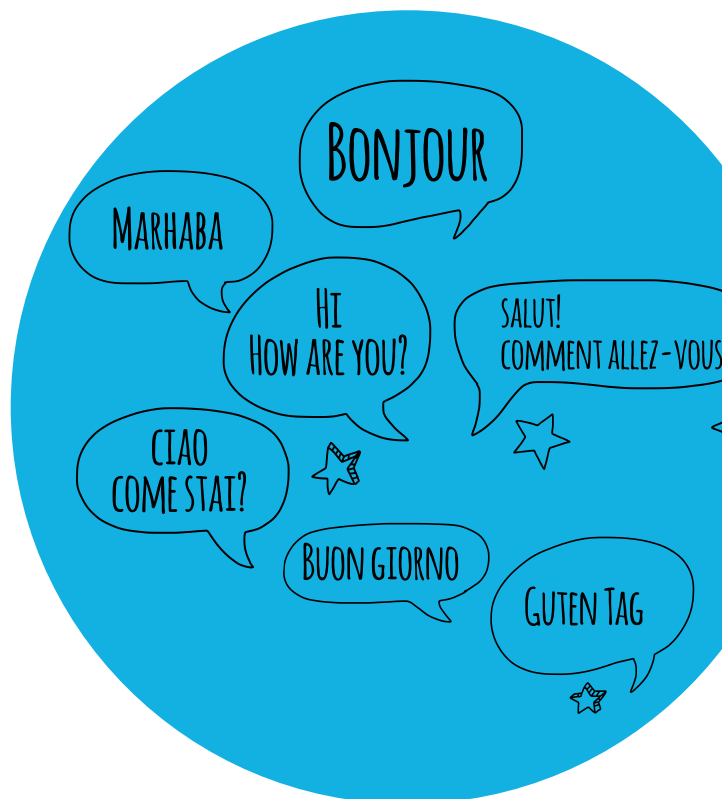 Bonjour
Marhaba
Hi
How are you?
salut!
comment allez-vous
ciao
come stai?
Buon giorno
Guten Tag